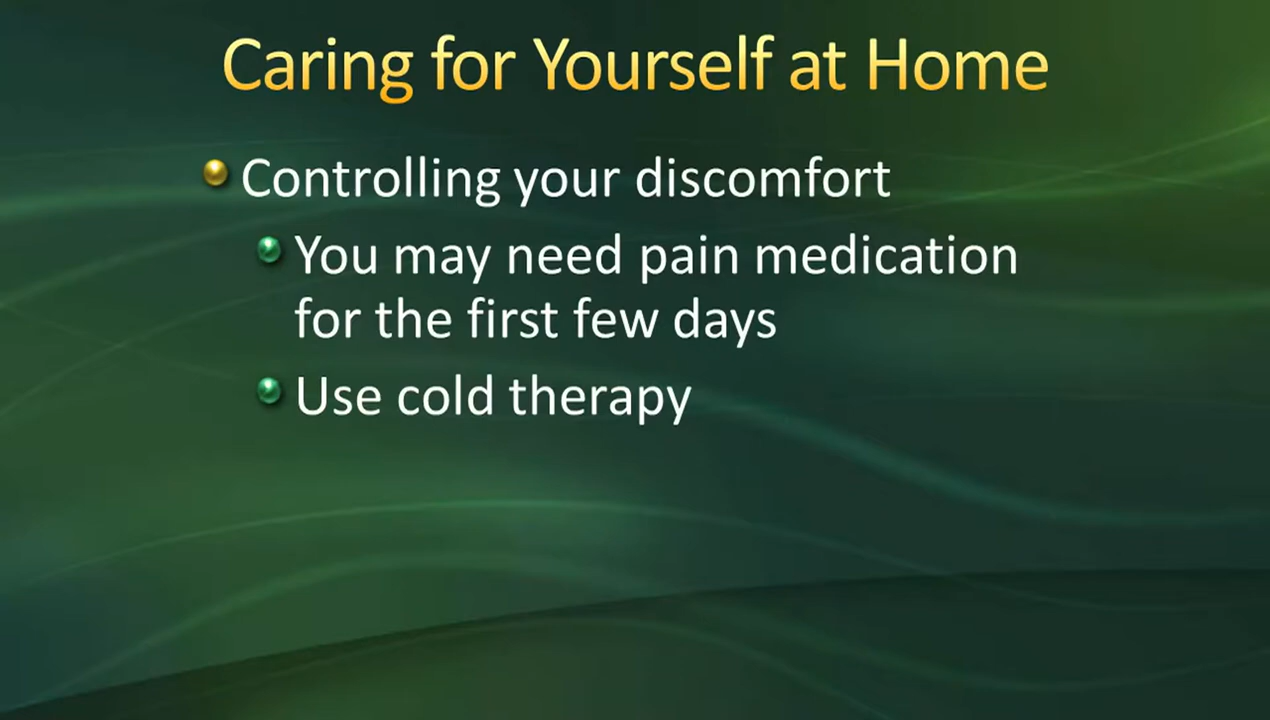 Caring for Yourself at Home
Controlling your discomfort
You may need pain medication
for the first few days
Use cold therapy